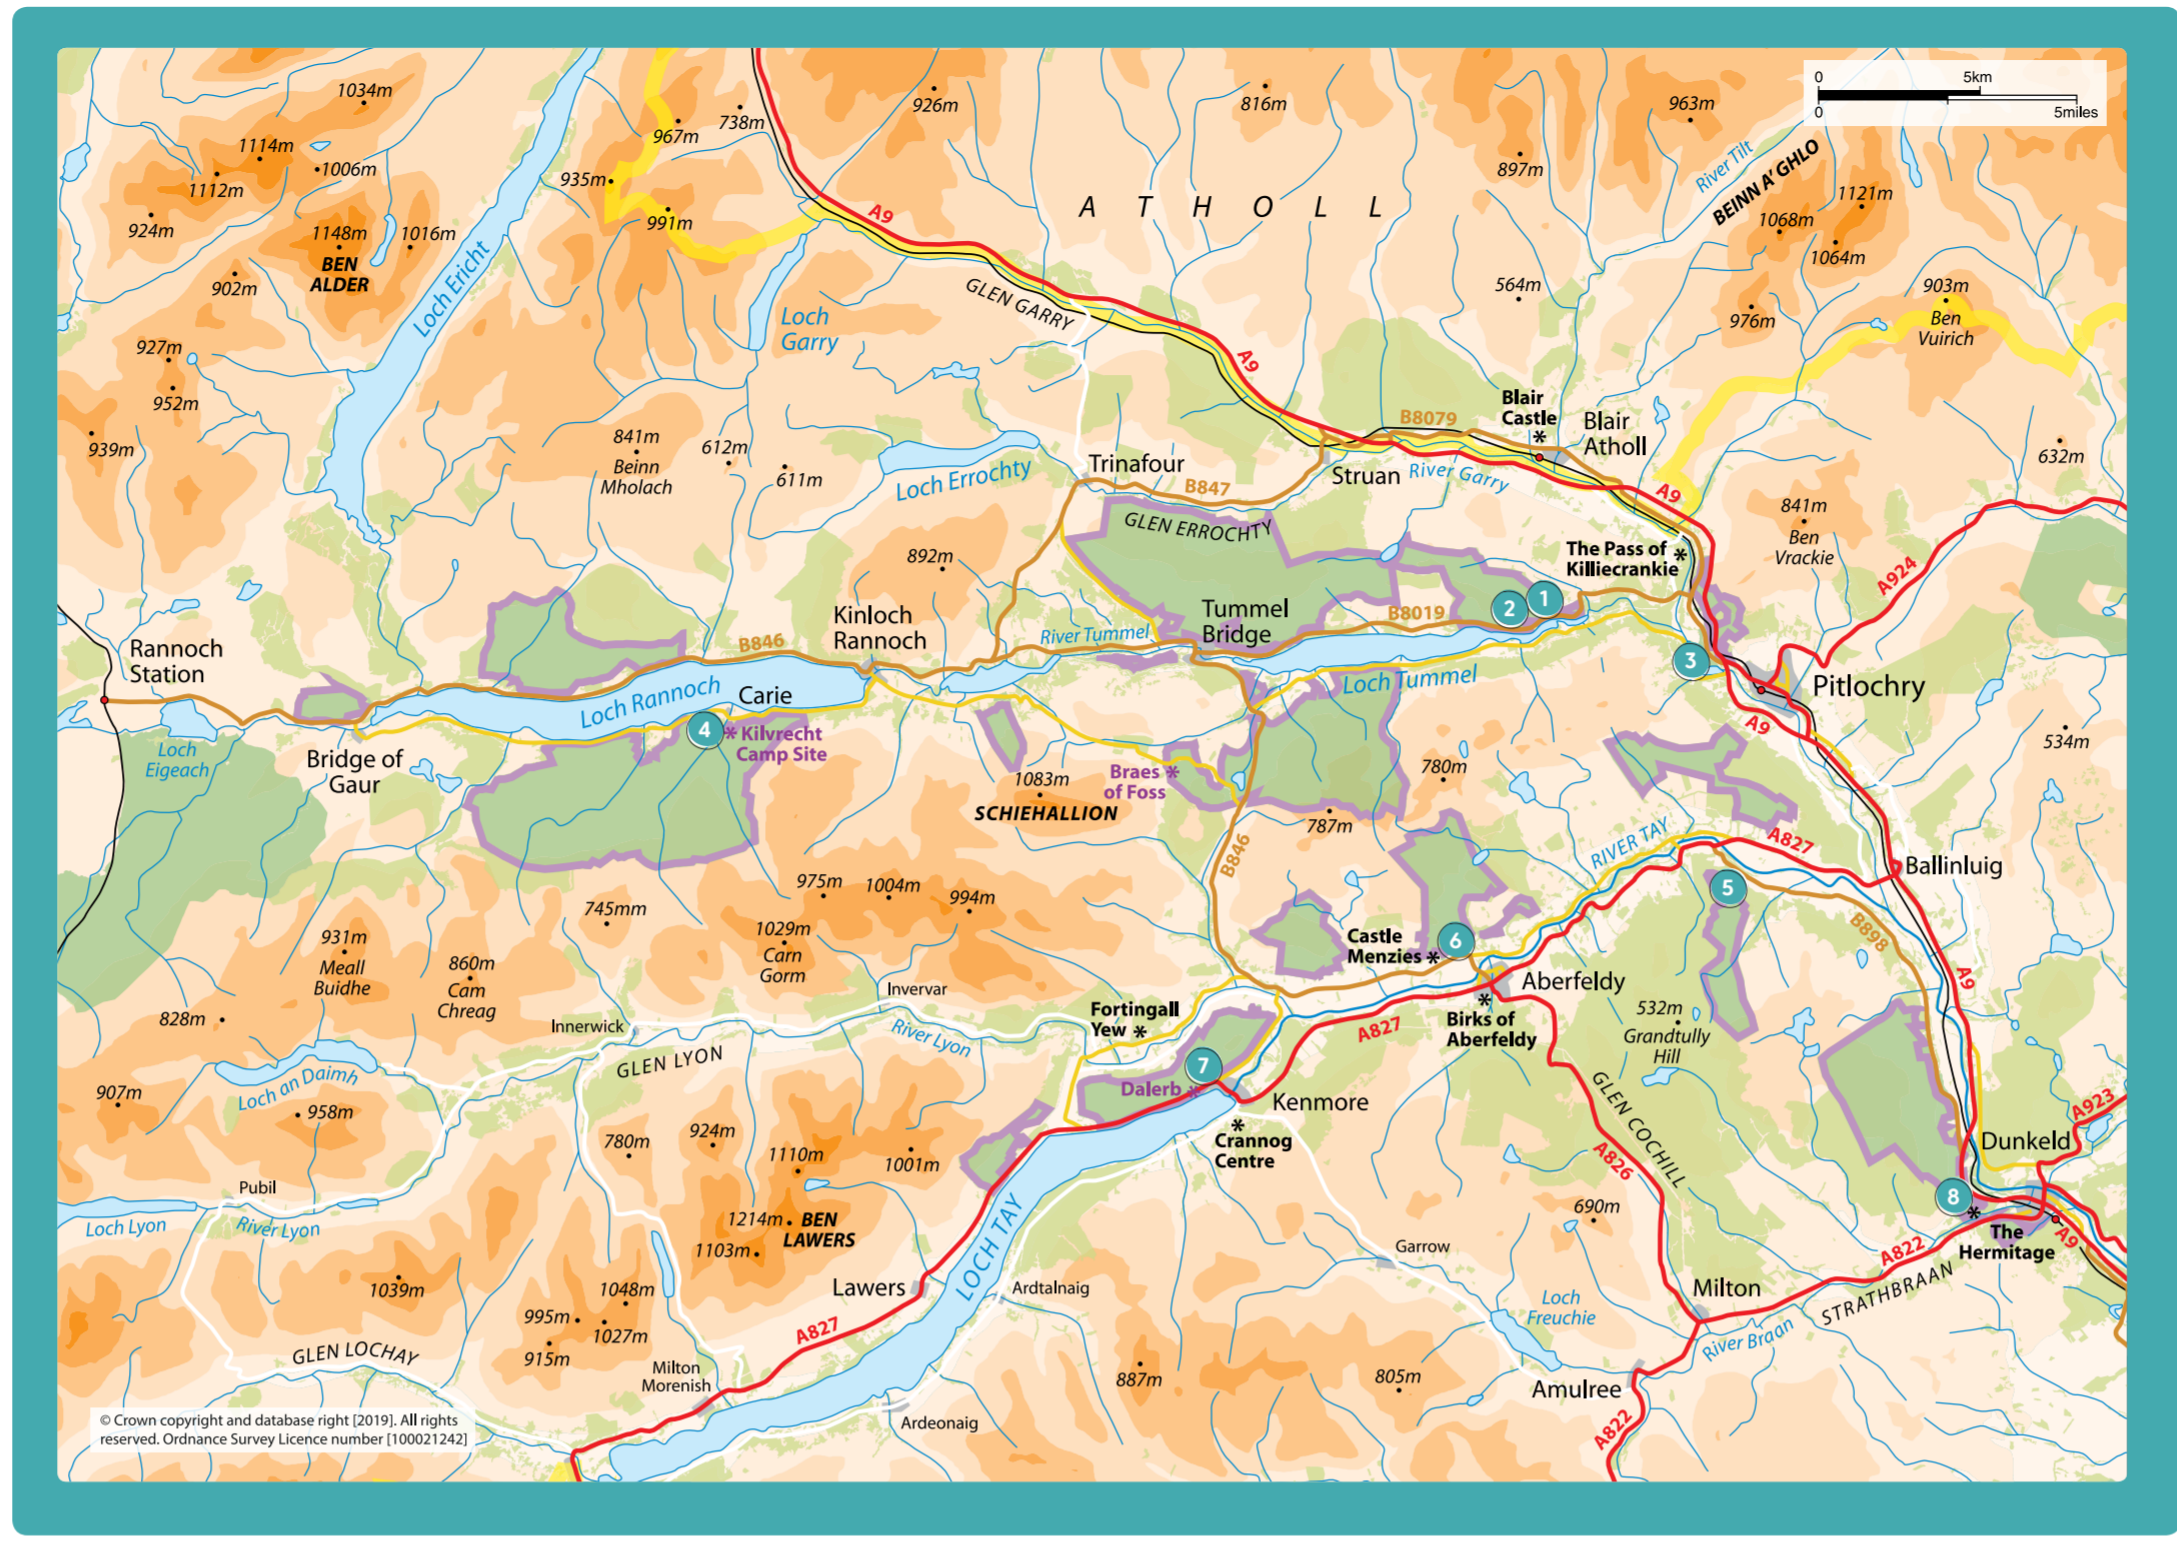 0 5km
0 5miles
1034m
926m
816m
963m
738m
967m
1114m
1006m
1112m
935m
897m
River Tilt
BEINN A' GHLO
1121m
1068m
1064m
924m
1148m
1016m
BEN
ALDER
991m
A9
A T H O L L
902m
Loch Ericht
GLEN GARRY
564m
976m
903m
Ben
Vuirich
Loch
Garry
927m
952m
A9
939m
841m
Beinn
Mholach
612m
611m
Loch Errochty
Trinafour
B847
Struan
B8079
River Garry
Blair
Castle
Blair
Atholl
A9
632m
841m
Ben
Vrackie
GLEN ERROCHTY
The Pass of
Killiecrankie
A924
892m
Kinloch
Rannoch
River Tummel
Tummel
Bridge
B8019
2
1
3
Rannoch
Station
B846
Loch Rannoch
Carie
Loch Tummel
Pitlochry
4
Kilvrecht
Camp Site
Loch
Eigeach
Bridge of
Gaur
A9
534m
Braes
of Foss
1083m
SCHIEHALLION
780m
787m
B846
RIVER TAY
A827
Ballinluig
5
B898
975m
1004m
994m
745mm
1029m
Carn
Gorm
931m
Meall
Buidhe
860m
Cam
Chreag
Castle
Menzies
6
Aberfeldy
A9
828m
Innerwick
Invervar
River Lyon
Fortingall
Yew
A827
Birks of
Aberfeldy
532m
Grandtully
Hill
GLEN LYON
Loch an Daimh
907m
958m
7
Dalerb
Kenmore
Crannog
Centre
GLEN COCHILL
A826
A923
Dunkeld
780m
924m
1110m
1001m
Pubil
Loch Lyon
River Lyon
1214m
BEN
LAWERS
1103m
8
The
Hermitage
A9
A822
690m
Garrow
LOCH TAY
Lawers
Ardtalnaig
Milton
STRATHBRAAN
River Braan
Loch
Freuchie
1039m
1048m
995m
1027m
915m
A827
GLEN LOCHAY
Milton
Morenish
887m
805m
Amulree
A822
Ardeonaig
© Crown copyright and database right [2019]. All rights
reserved. Ordnance Survey Licence number [100021242]